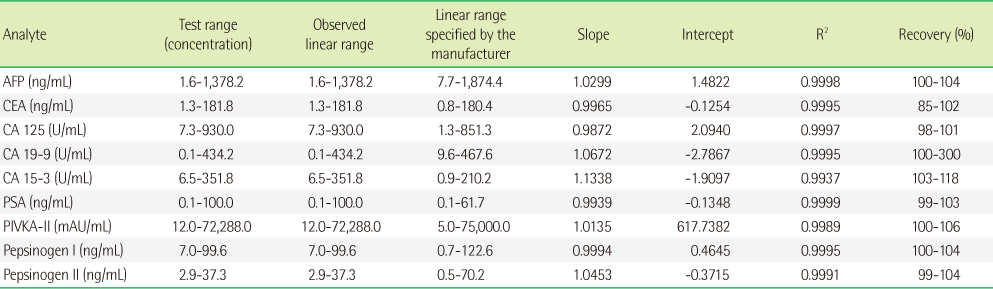 Analyte Test range (concentration) Observed linear range Linear range specified by the manufacturer Slope Intercept R² Recovery (%)
AFP (ng/mL) 1.6-1,378.2 1.6-1,378.2 7.7-1,874.4 1.0299 1.4822 0.9998 100-104
CEA (ng/mL) 1.3-181.8 1.3-181.8 0.8-180.4 0.9965 -0.1254 0.9995 85-102
CA 125 (U/mL) 7.3-930.0 7.3-930.0 1.3-851.3 0.9872 2.0940 0.9997 98-101
CA 19-9 (U/mL) 0.1-434.2 0.1-434.2 9.6-467.6 1.0672 -2.7867 0.9995 100-300
CA 15-3 (U/mL) 6.5-351.8 6.5-351.8 0.9-210.2 1.1338 -1.9097 0.9937 103-118
PSA (ng/mL) 0.1-100.0 0.1-100.0 0.1-61.7 0.9939 -0.1348 0.9999 99-103
PIVKA-II (mAU/mL) 12.0-72,288.0 12.0-72,288.0 5.0-75,000.0 1.0135 617.7382 0.9989 100-106
Pepsinogen I (ng/mL) 7.0-99.6 7.0-99.6 0.7-122.6 0.9994 0.4645 0.9995 100-104
Pepsinogen II (ng/mL) 2.9-37.3 2.9-37.3 0.5-70.2 1.0453 -0.3715 0.9991 99-104